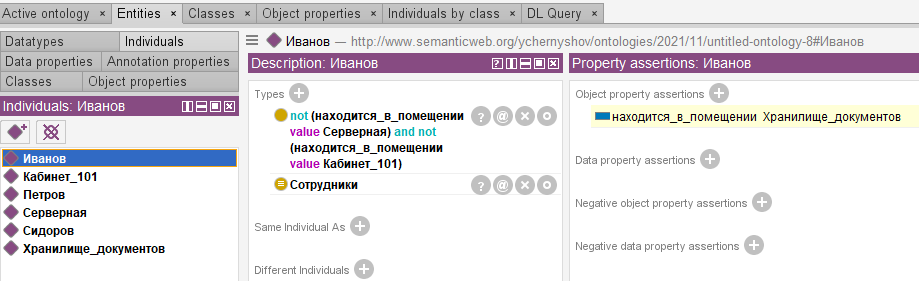 Active ontology × Entities × Classes × Object properties × Individuals by class × DL Query ×
Datatypes Individuals
Data properties Annotation properties
Classes Object properties
Individuals: Иванов
Иванов
Кабинет_101
Петров
Серверная
Сидоров
Хранилище_документов
Иванов — http://www.semanticweb.org/ychernyshov/ontologies/2021/11/untitled-ontology-8#Иванов
Description: Иванов
Types
not (находится_в_помещении
value Серверная) and not
(находится_в_помещении
value Кабинет_101)
Сотрудники
Same Individual As
Different Individuals
Property assertions: Иванов
Object property assertions
находится_в_помещении Хранилище_документов
Data property assertions
Negative object property assertions
Negative data property assertions